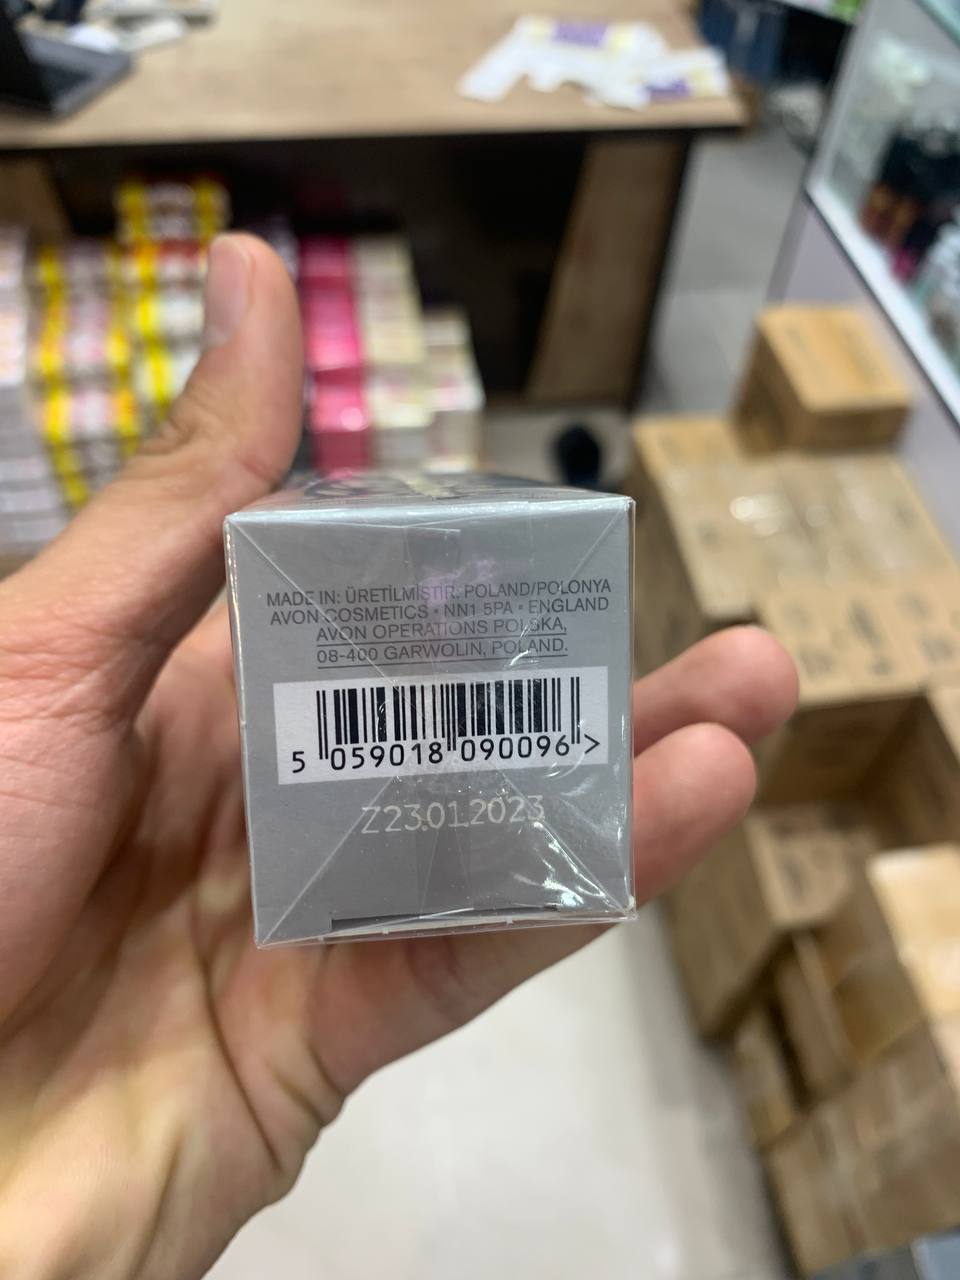 MADE IN: ÜRETİLMİŞTİR: POLAND/POLONYA
AVON COSMETICS • NN1 5PA • ENGLAND
AVON OPERATIONS POLSKA,
08-400 GARWOLIN, POLAND.
5 059018 090096 >
Z23.01.2023